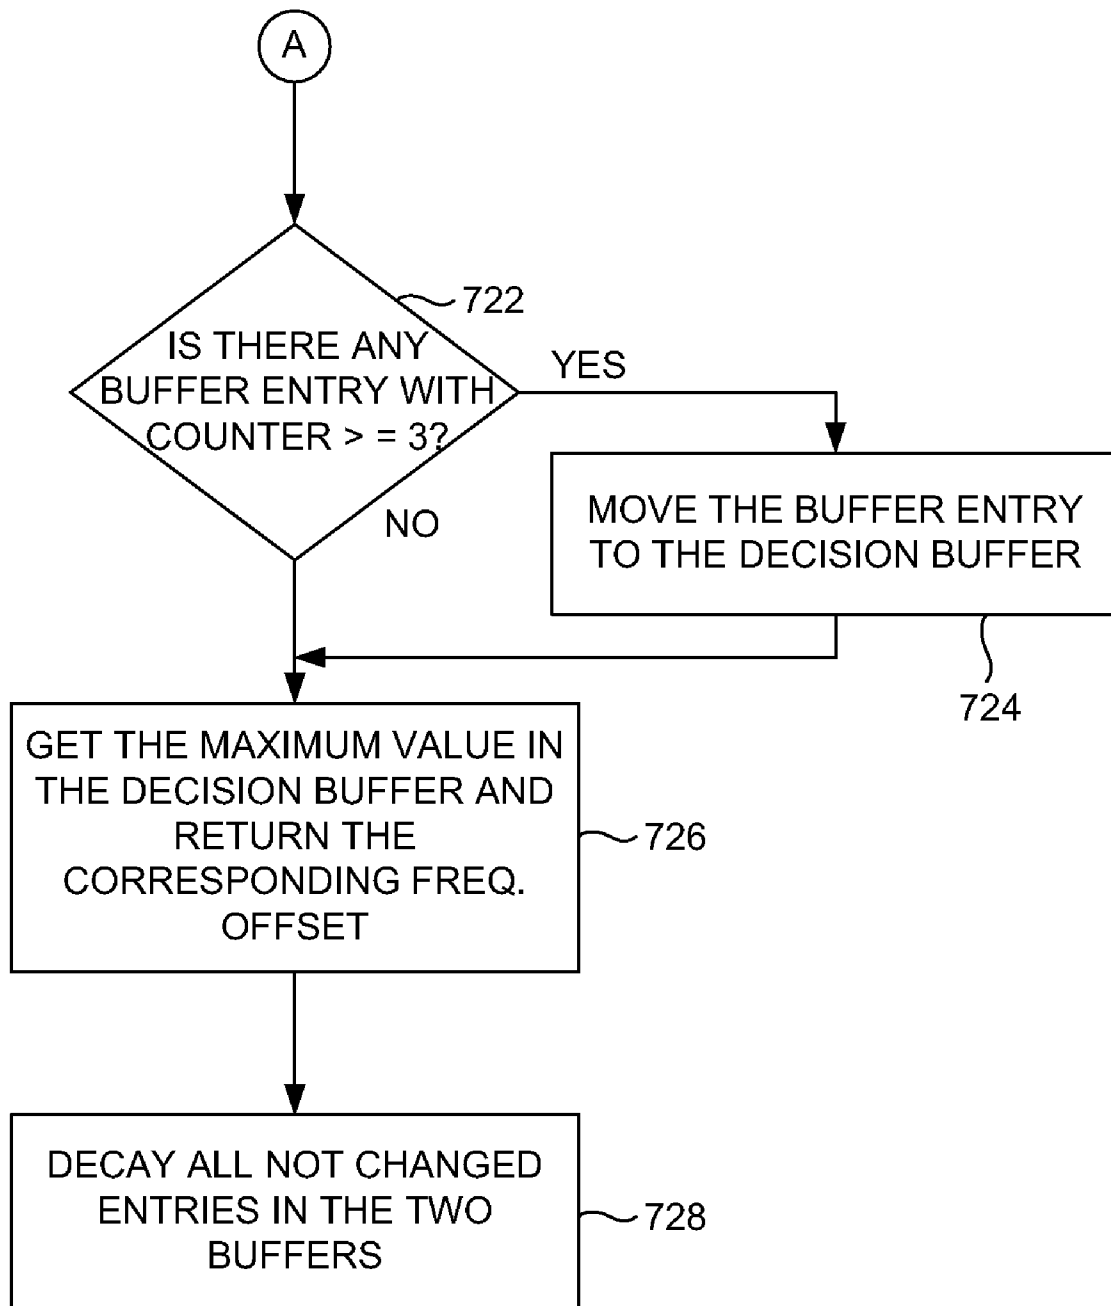 A
722
IS THERE ANY
BUFFER ENTRY WITH
COUNTER > = 3?
YES
NO
MOVE THE BUFFER ENTRY
TO THE DECISION BUFFER
724
GET THE MAXIMUM VALUE IN
THE DECISION BUFFER AND
RETURN THE
CORRESPONDING FREQ.
OFFSET
726
DECAY ALL NOT CHANGED
ENTRIES IN THE TWO
BUFFERS
728